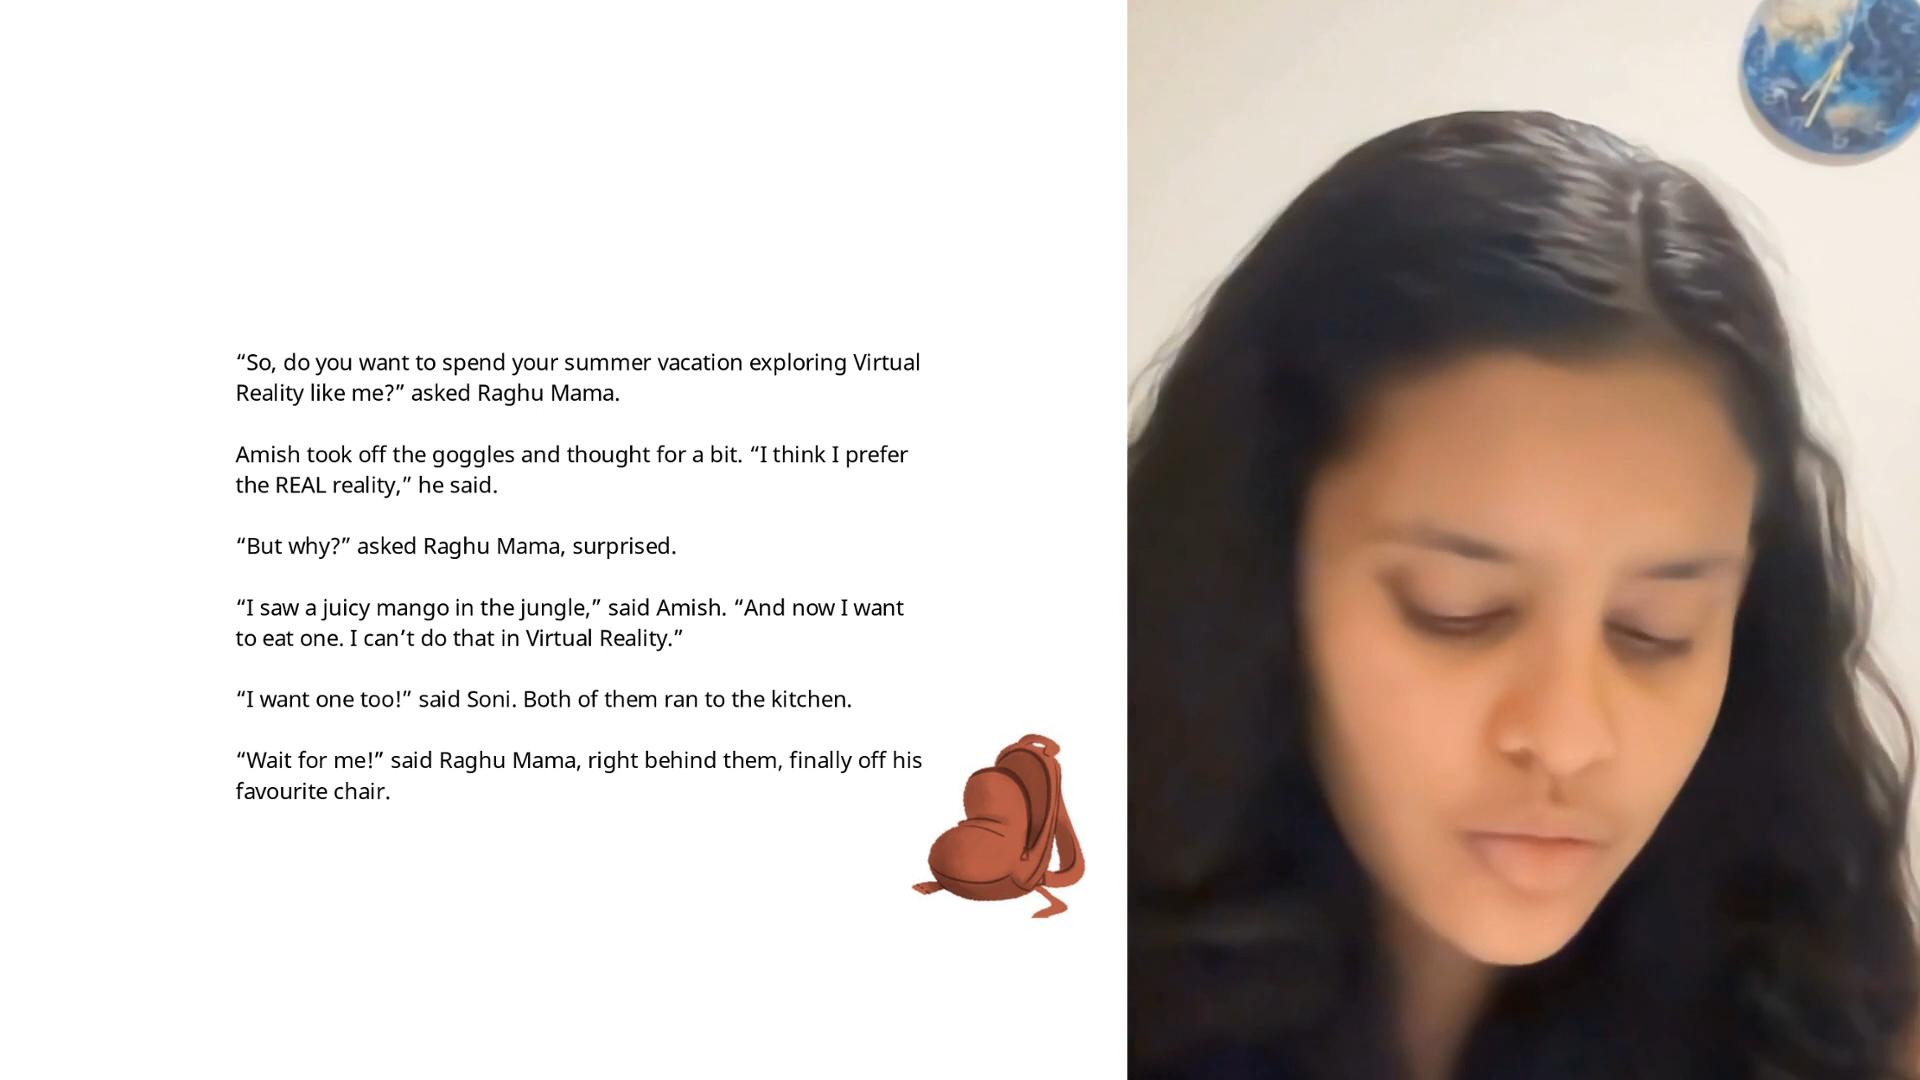 “So, do you want to spend your summer vacation exploring Virtual
Reality like me?” asked Raghu Mama.
Amish took off the goggles and thought for a bit. “I think I prefer
the REAL reality,” he said.
“But why?” asked Raghu Mama, surprised.
“I saw a juicy mango in the jungle,” said Amish. “And now I want
to eat one. I can’t do that in Virtual Reality.”
“I want one too!” said Soni. Both of them ran to the kitchen.
“Wait for me!” said Raghu Mama, right behind them, finally off his
favourite chair.